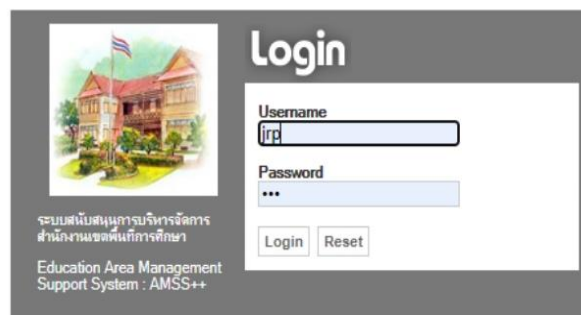 Login
Username
jrp
Password
•••
Login Reset
ระบบสนับสนุนการบริหารจัดการ
สำนักงานเขตพื้นที่การศึกษา
Education Area Management
Support System : AMSS++